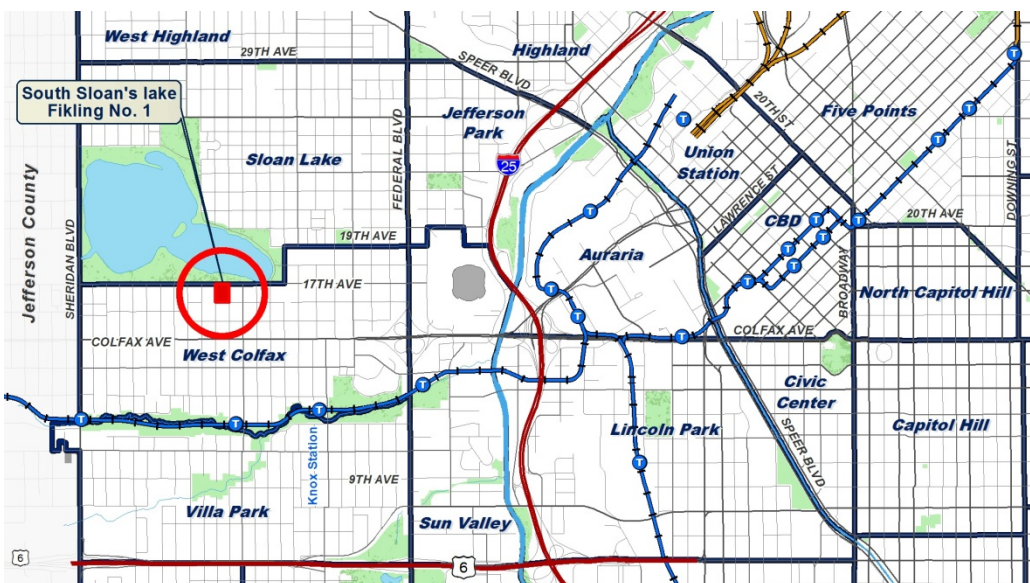 West Highland
29TH AVE
Highland
SPEER BLVD
South Sloan's lake
Fikling No. 1
Jefferson
Park
20TH ST
Five Points
Sloan Lake
FEDERAL BLVD
25
T
Union
Station
LAWRENCE ST
DOWNING ST
T
T
T
Jefferson County
SHERIDAN BLVD
19TH AVE
Auraria
CBD
T
T
T
20TH AVE
T
17TH AVE
T
T
BROADWAY
North Capitol Hill
T
COLFAX AVE
West Colfax
T
COLFAX AVE
T
Civic
Center
T
T
T
Knox Station
Lincoln Park
Capitol Hill
T
SPEER BLVD
9TH AVE
Villa Park
Sun Valley
6
6